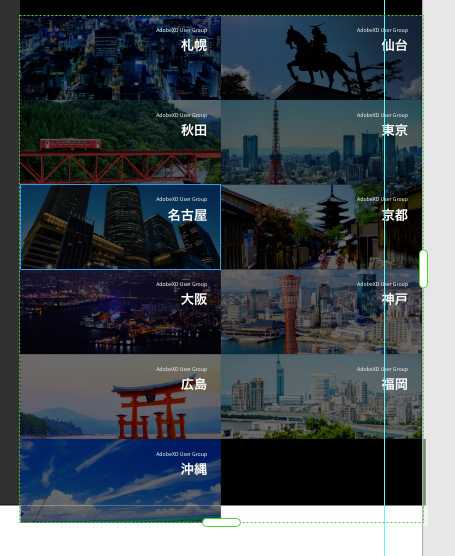 AdobeXD User Group
札幌
AdobeXD User Group
仙台
AdobeXD User Group
秋田
AdobeXD User Group
東京
AdobeXD User Group
名古屋
AdobeXD User Group
京都
AdobeXD User Group
大阪
AdobeXD User Group
神戸
AdobeXD User Group
広島
AdobeXD User Group
福岡
AdobeXD User Group
沖縄